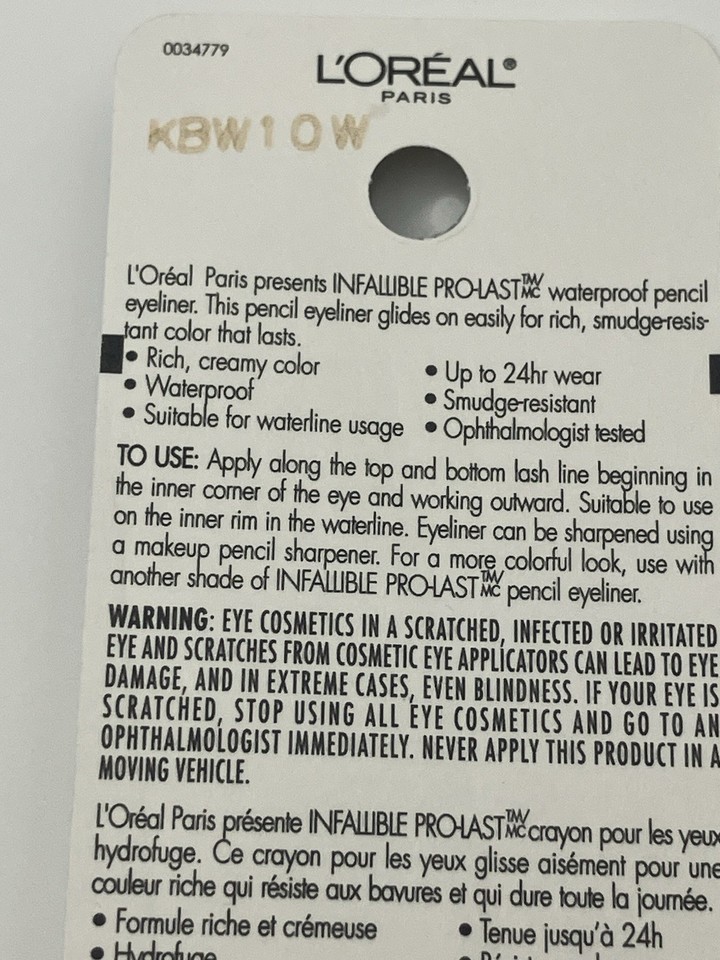 0034779
L'ORÉAL®
PARIS
KBW10W
L'Oréal Paris presents INFALLIBLE PRO-LAST™/MC waterproof pencil
eyeliner. This pencil eyeliner glides on easily for rich, smudge-resis-
tant color that lasts.
• Rich, creamy color
• Waterproof
• Suitable for waterline usage
• Up to 24hr wear
• Smudge-resistant
• Ophthalmologist tested
TO USE: Apply along the top and bottom lash line beginning in
the inner corner of the eye and working outward. Suitable to use
on the inner rim in the waterline. Eyeliner can be sharpened using
a makeup pencil sharpener. For a more colorful look, use with
another shade of INFALLIBLE PRO-LAST™/MC pencil eyeliner.
WARNING: EYE COSMETICS IN A SCRATCHED, INFECTED OR IRRITATED
EYE AND SCRATCHES FROM COSMETIC EYE APPLICATORS CAN LEAD TO EYE
DAMAGE, AND IN EXTREME CASES, EVEN BLINDNESS. IF YOUR EYE IS
SCRATCHED, STOP USING ALL EYE COSMETICS AND GO TO AN
OPHTHALMOLOGIST IMMEDIATELY. NEVER APPLY THIS PRODUCT IN A
MOVING VEHICLE.
L'Oréal Paris présente INFALLIBLE PRO-LAST™/MC crayon pour les yeux
hydrofuge. Ce crayon pour les yeux glisse aisément pour une
couleur riche qui résiste aux bavures et qui dure toute la journée.
• Formule riche et crémeuse
• Hydrofuge
• Tenue jusqu'à 24h